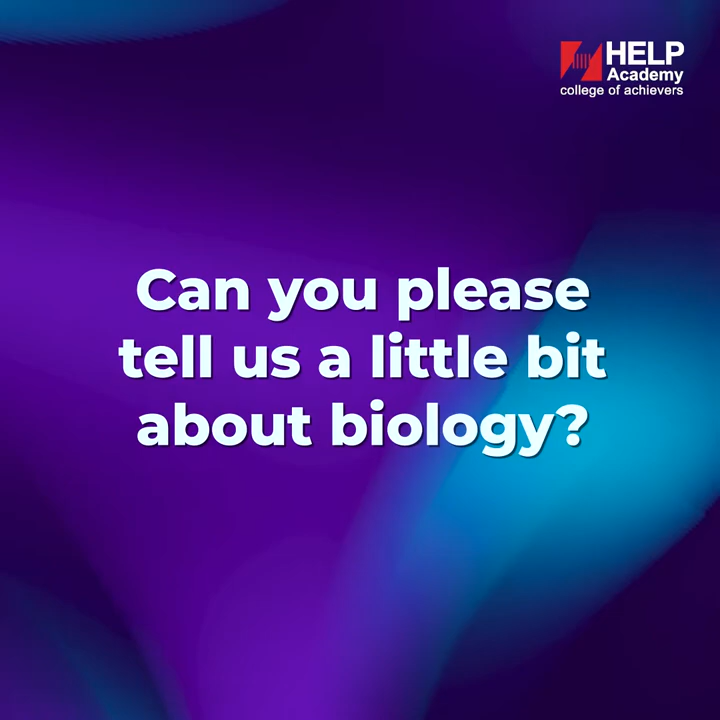 HELP
Academy
college of achievers
Can you please
tell us a little bit
about biology?